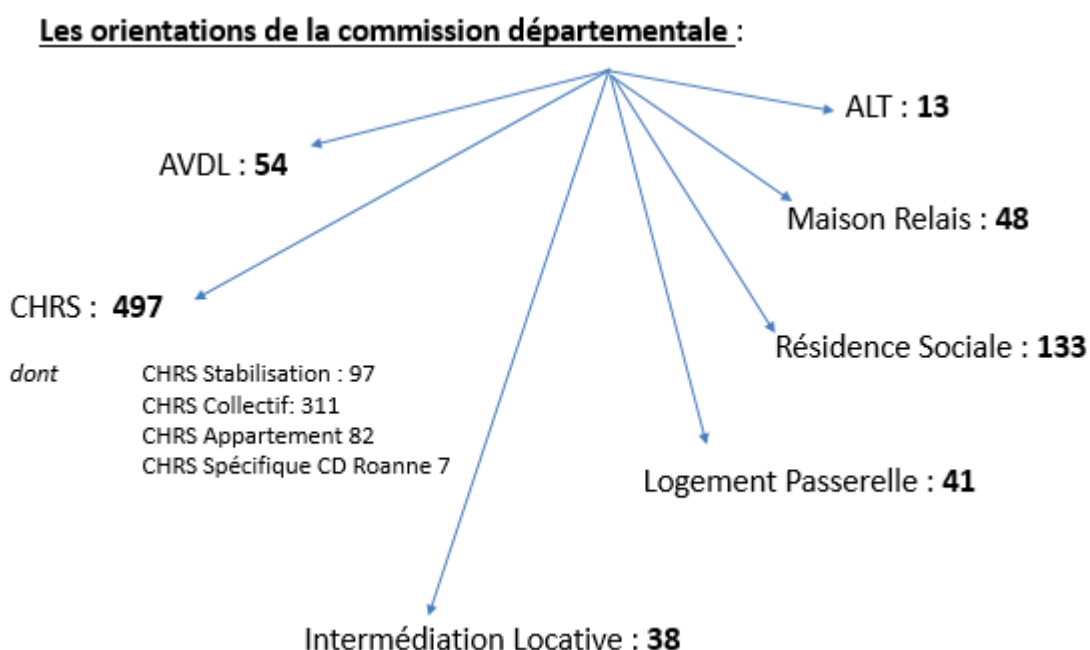 Les orientations de la commission départementale :
ALT : 13
AVDL : 54
Maison Relais : 48
CHRS : 497
Résidence Sociale : 133
dont CHRS Stabilisation : 97
CHRS Collectif: 311
CHRS Appartement 82
CHRS Spécifique CD Roanne 7
Logement Passerelle : 41
Intermédiation Locative : 38